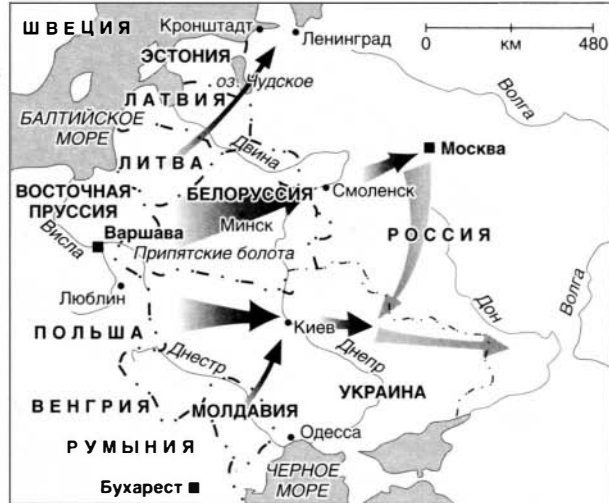 ШВЕЦИЯ
Кронштадт
Ленинград
0 км 480
ЭСТОНИЯ
оз. Чудское
ЛАТВИЯ
БАЛТИЙСКОЕ
МОРЕ
Волга
Двина
Москва
ЛИТВА
ВОСТОЧНАЯ
ПРУССИЯ
БЕЛОРУССИЯ
Смоленск
Минск
РОССИЯ
Висла
Варшава
Припятские болота
Люблин
Дон
Волга
ПОЛЬША
Киев
Днестр
Днепр
УКРАИНА
ВЕНГРИЯ
МОЛДАВИЯ
РУМЫНИЯ
Одесса
Бухарест
ЧЕРНОЕ
МОРЕ